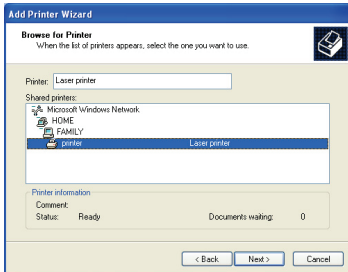 Add Printer Wizard
Browse for Printer
When the list of printers appears, select the one you want to use.
Printer: Laser printer
Shared printers:
Microsoft Windows Network
HOME
FAMILY
printer Laser printer
Printer information
Comment:
Status: Ready Documents waiting: 0
< Back Next > Cancel